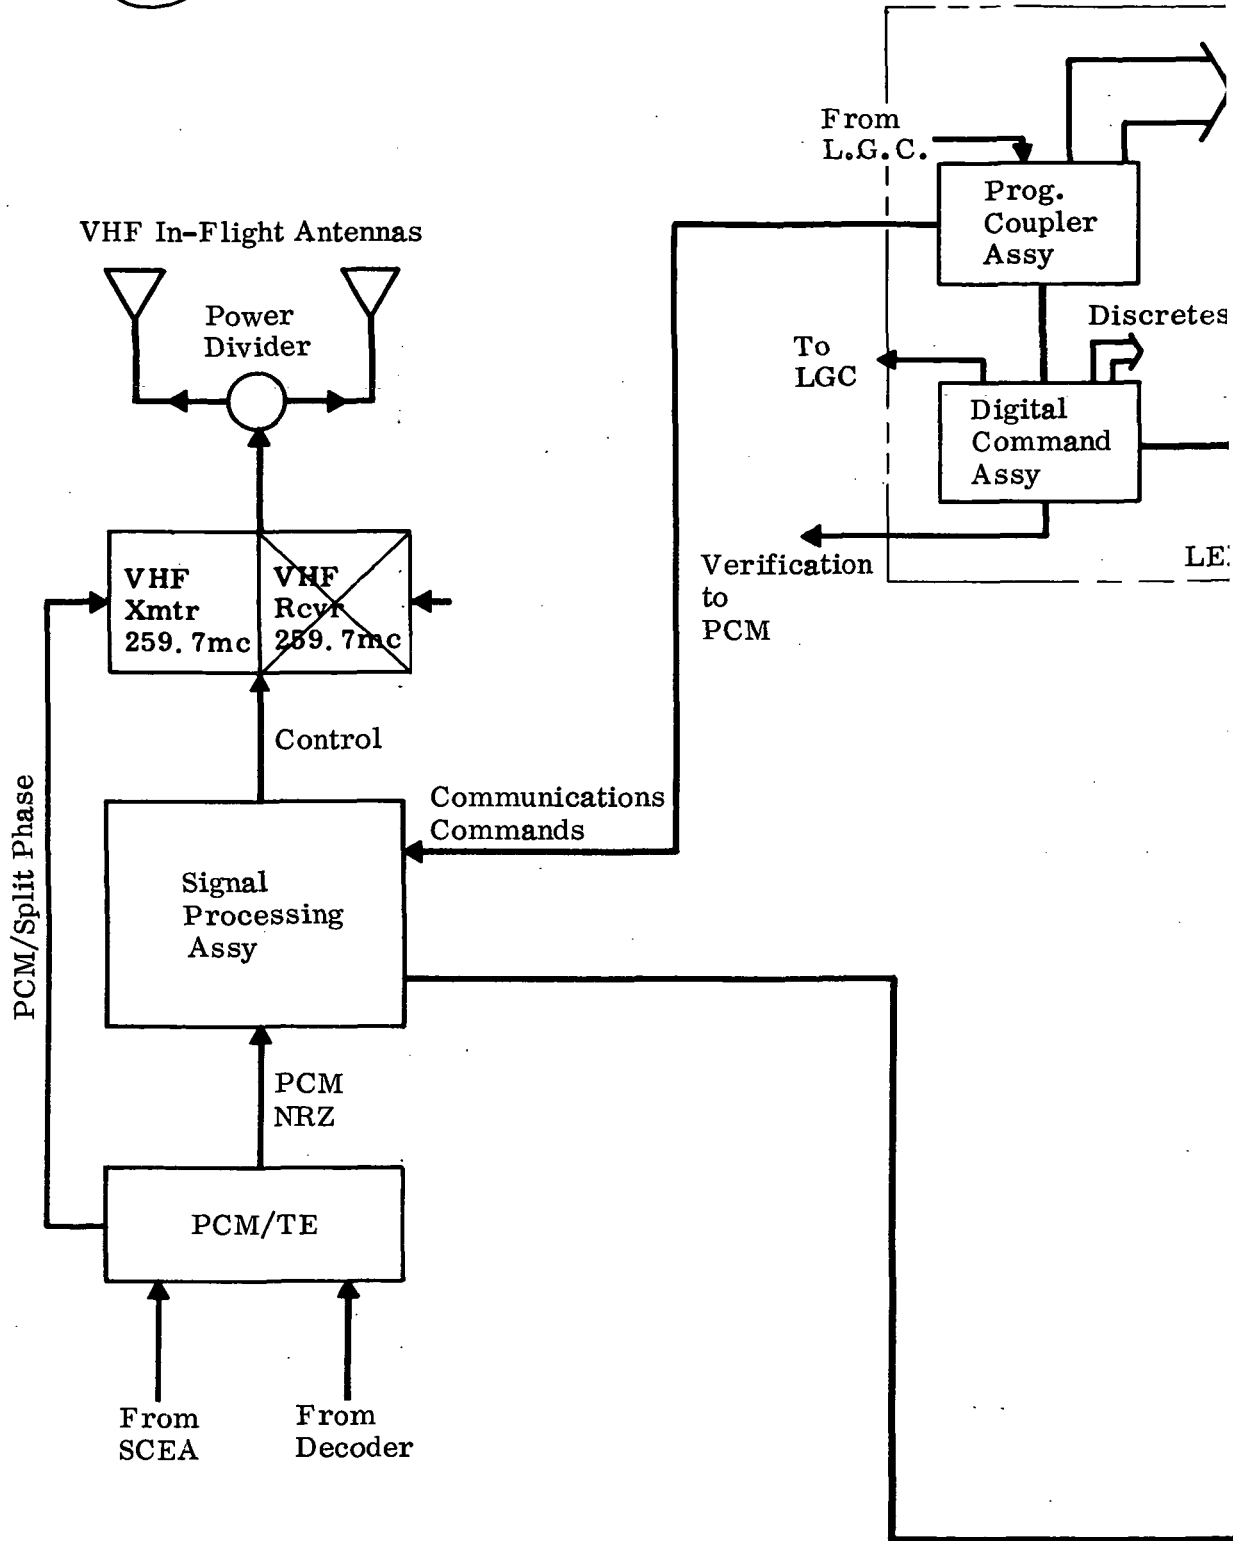 From
L.G.C.
Prog.
Coupler
Assy
VHF In-Flight Antennas
Power
Divider
Discretes
To
LGC
Digital
Command
Assy
Verification
to
PCM
VHF
Xmtr
259.7mc
VHF
Rcvr
259.7mc
Control
Communications
Commands
PCM/Split Phase
Signal
Processing
Assy
PCM
NRZ
PCM/TE
From
SCEA
From
Decoder